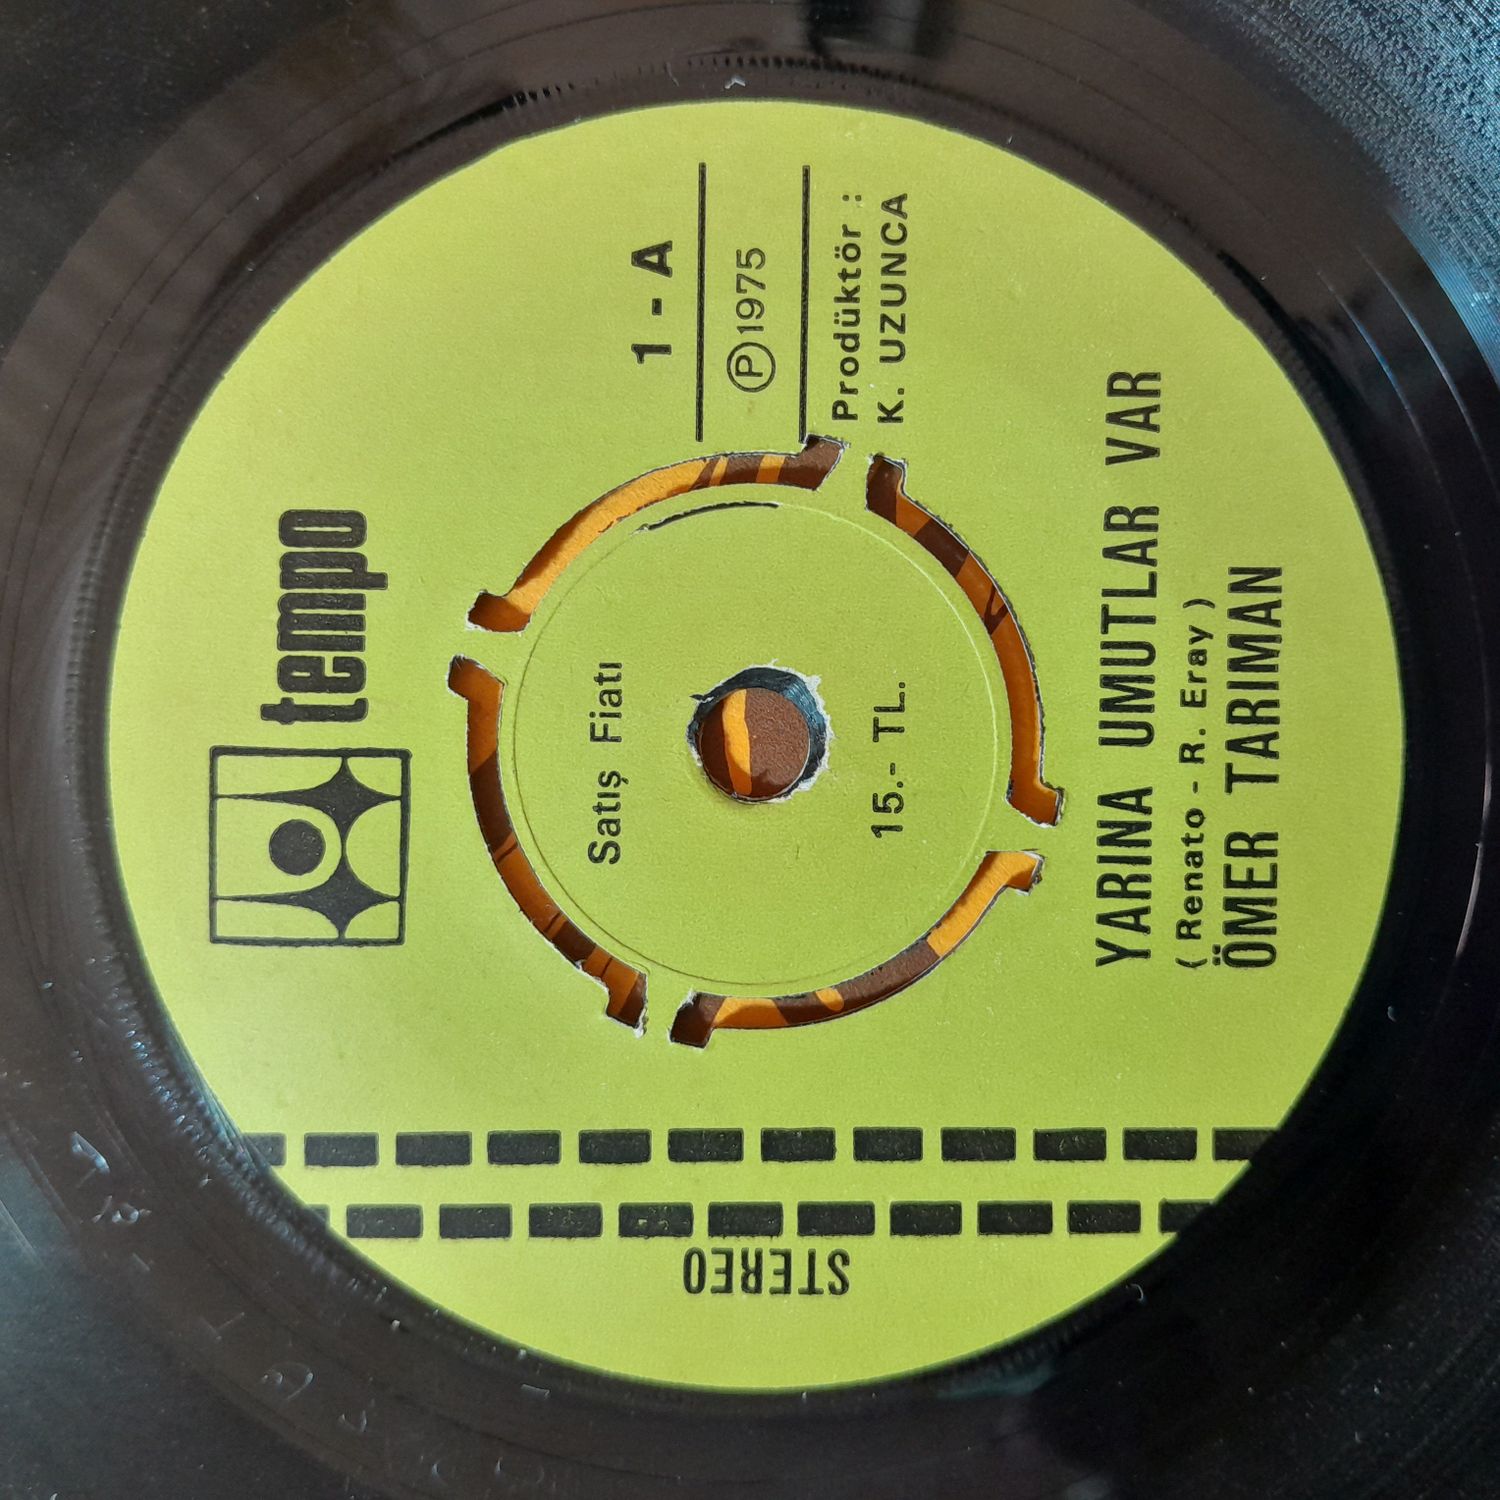 tempo
1 - A
Ⓟ 1975
Prodüktör :
K. UZUNCA
Satış Fiatı
15.- TL.
YARINA UMUTLAR VAR
( Renato - R. Eray )
ÖMER TARIMAN
STEREO